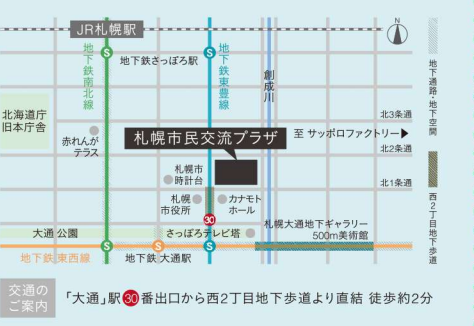 JR札幌駅
N
地下鉄さっぽろ駅
地下鉄南北線
地下鉄東豊線
創成川
地下通路・地下空間
北海道庁
旧本庁舎
赤れんが
テラス
北3条通
至 サッポロファクトリー▶
北2条通
札幌市民交流プラザ
札幌市
時計台
北1条通
札幌
市役所
カナモト
ホール
30
西2丁目地下歩道
大通 公園
さっぽろテレビ塔
札幌大通地下ギャラリー
500m美術館
地下鉄 東西線
地下鉄 大通駅
S
S
S
S
S
交通の
ご案内
「大通」駅30番出口から西2丁目地下歩道より直結 徒歩約2分